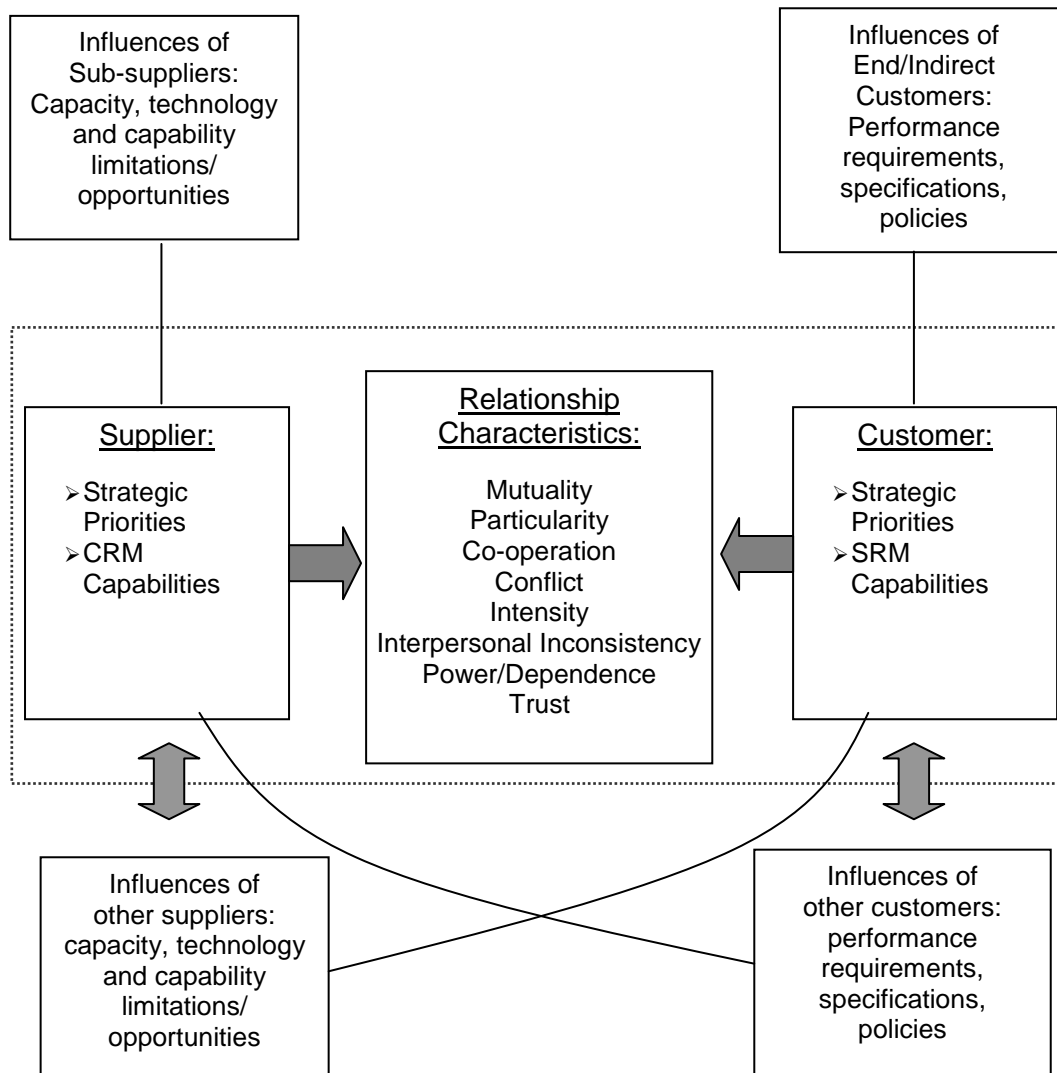 Influences of
Sub-suppliers:
Capacity, technology
and capability
limitations/
opportunities
Influences of
End/Indirect
Customers:
Performance
requirements,
specifications,
policies
Supplier:
➢Strategic
Priorities
➢CRM
Capabilities
Relationship
Characteristics:
Mutuality
Particularity
Co-operation
Conflict
Intensity
Interpersonal Inconsistency
Power/Dependence
Trust
Customer:
➢Strategic
Priorities
➢SRM
Capabilities
Influences of
other suppliers:
capacity, technology
and capability
limitations/
opportunities
Influences of
other customers:
performance
requirements,
specifications,
policies